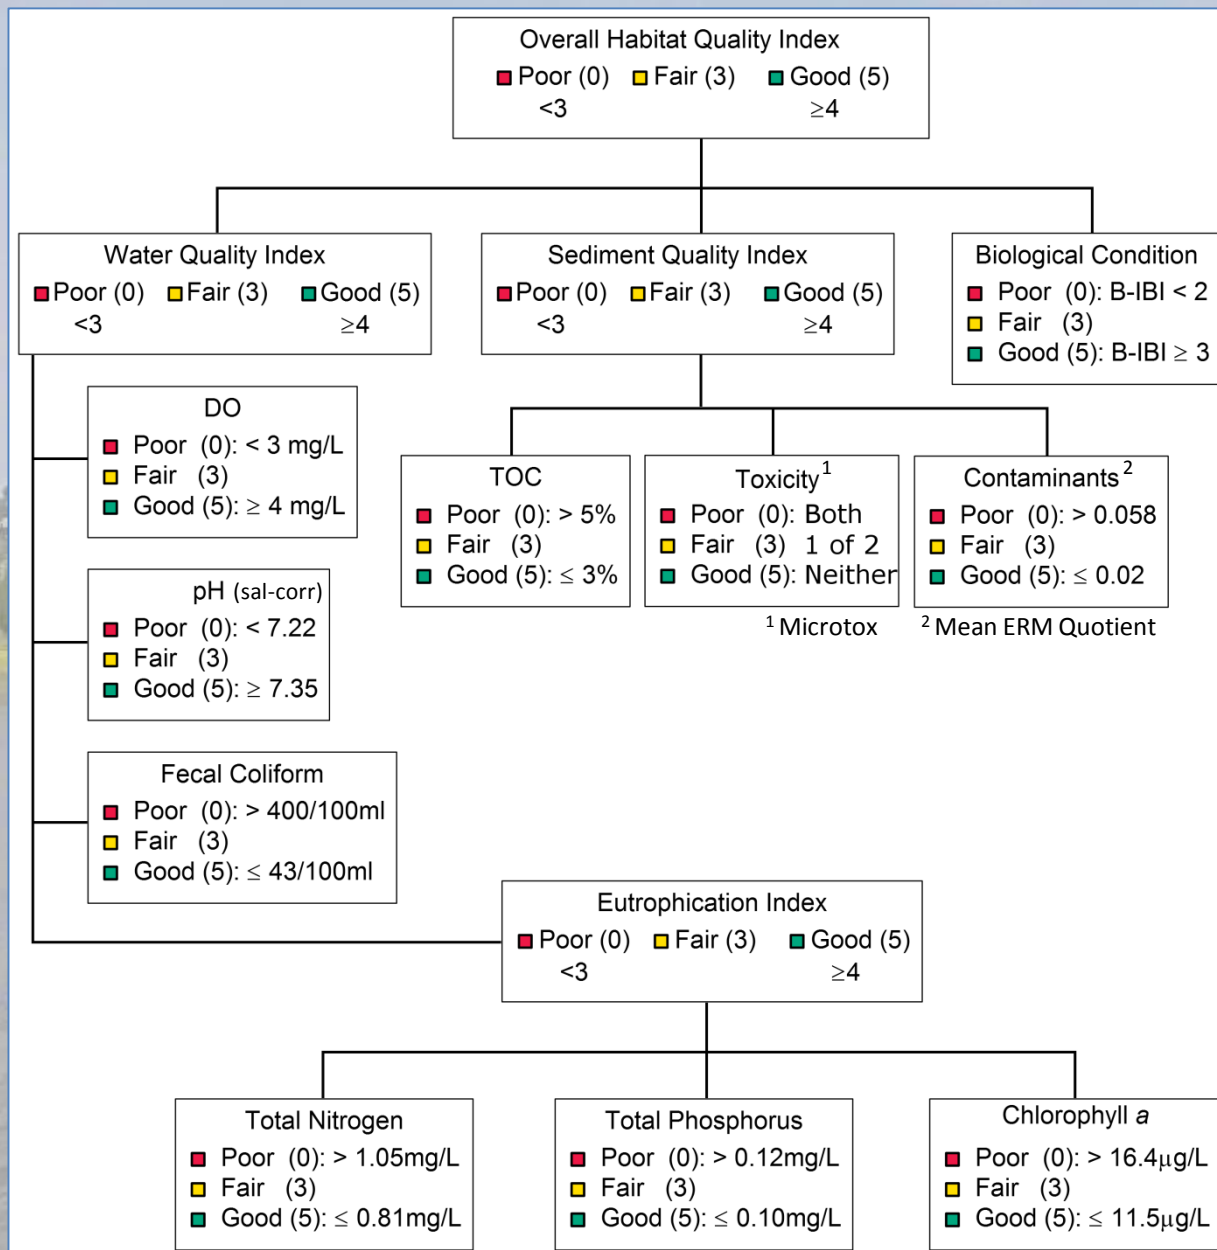 Overall Habitat Quality Index
Poor (0) Fair (3) Good (5)
<3 ≥4
Water Quality Index
Poor (0) Fair (3) Good (5)
<3 ≥4
Sediment Quality Index
Poor (0) Fair (3) Good (5)
<3 ≥4
Biological Condition
Poor (0): B-IBI < 2
Fair (3)
Good (5): B-IBI ≥ 3
DO
Poor (0): < 3 mg/L
Fair (3)
Good (5): ≥ 4 mg/L
TOC
Poor (0): > 5%
Fair (3)
Good (5): ≤ 3%
Toxicity¹
Poor (0): Both
Fair (3) 1 of 2
Good (5): Neither
Contaminants²
Poor (0): > 0.058
Fair (3)
Good (5): ≤ 0.02
¹ Microtox
² Mean ERM Quotient
pH (sal-corr)
Poor (0): < 7.22
Fair (3)
Good (5): ≥ 7.35
Fecal Coliform
Poor (0): > 400/100ml
Fair (3)
Good (5): ≤ 43/100ml
Eutrophication Index
Poor (0) Fair (3) Good (5)
<3 ≥4
Total Nitrogen
Poor (0): > 1.05mg/L
Fair (3)
Good (5): ≤ 0.81mg/L
Total Phosphorus
Poor (0): > 0.12mg/L
Fair (3)
Good (5): ≤ 0.10mg/L
Chlorophyll a
Poor (0): > 16.4µg/L
Fair (3)
Good (5): ≤ 11.5µg/L